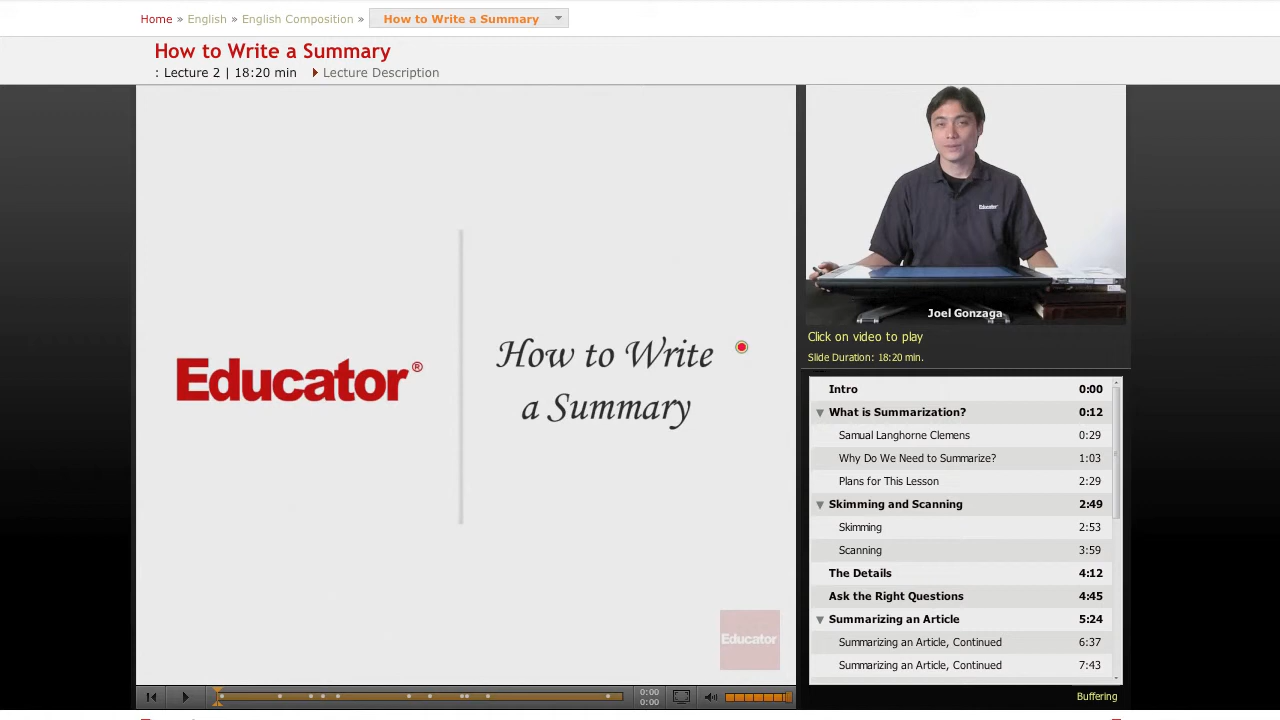 Home » English » English Composition » How to Write a Summary
How to Write a Summary
: Lecture 2 | 18:20 min Lecture Description
Educator®
How to Write
a Summary
Educator
Educator
Joel Gonzaga
Click on video to play
Slide Duration: 18:20 min.
Intro 0:00
What is Summarization? 0:12
Samual Langhorne Clemens 0:29
Why Do We Need to Summarize? 1:03
Plans for This Lesson 2:29
Skimming and Scanning 2:49
Skimming 2:53
Scanning 3:59
The Details 4:12
Ask the Right Questions 4:45
Summarizing an Article 5:24
Summarizing an Article, Continued 6:37
Summarizing an Article, Continued 7:43
0:00
0:00
Buffering